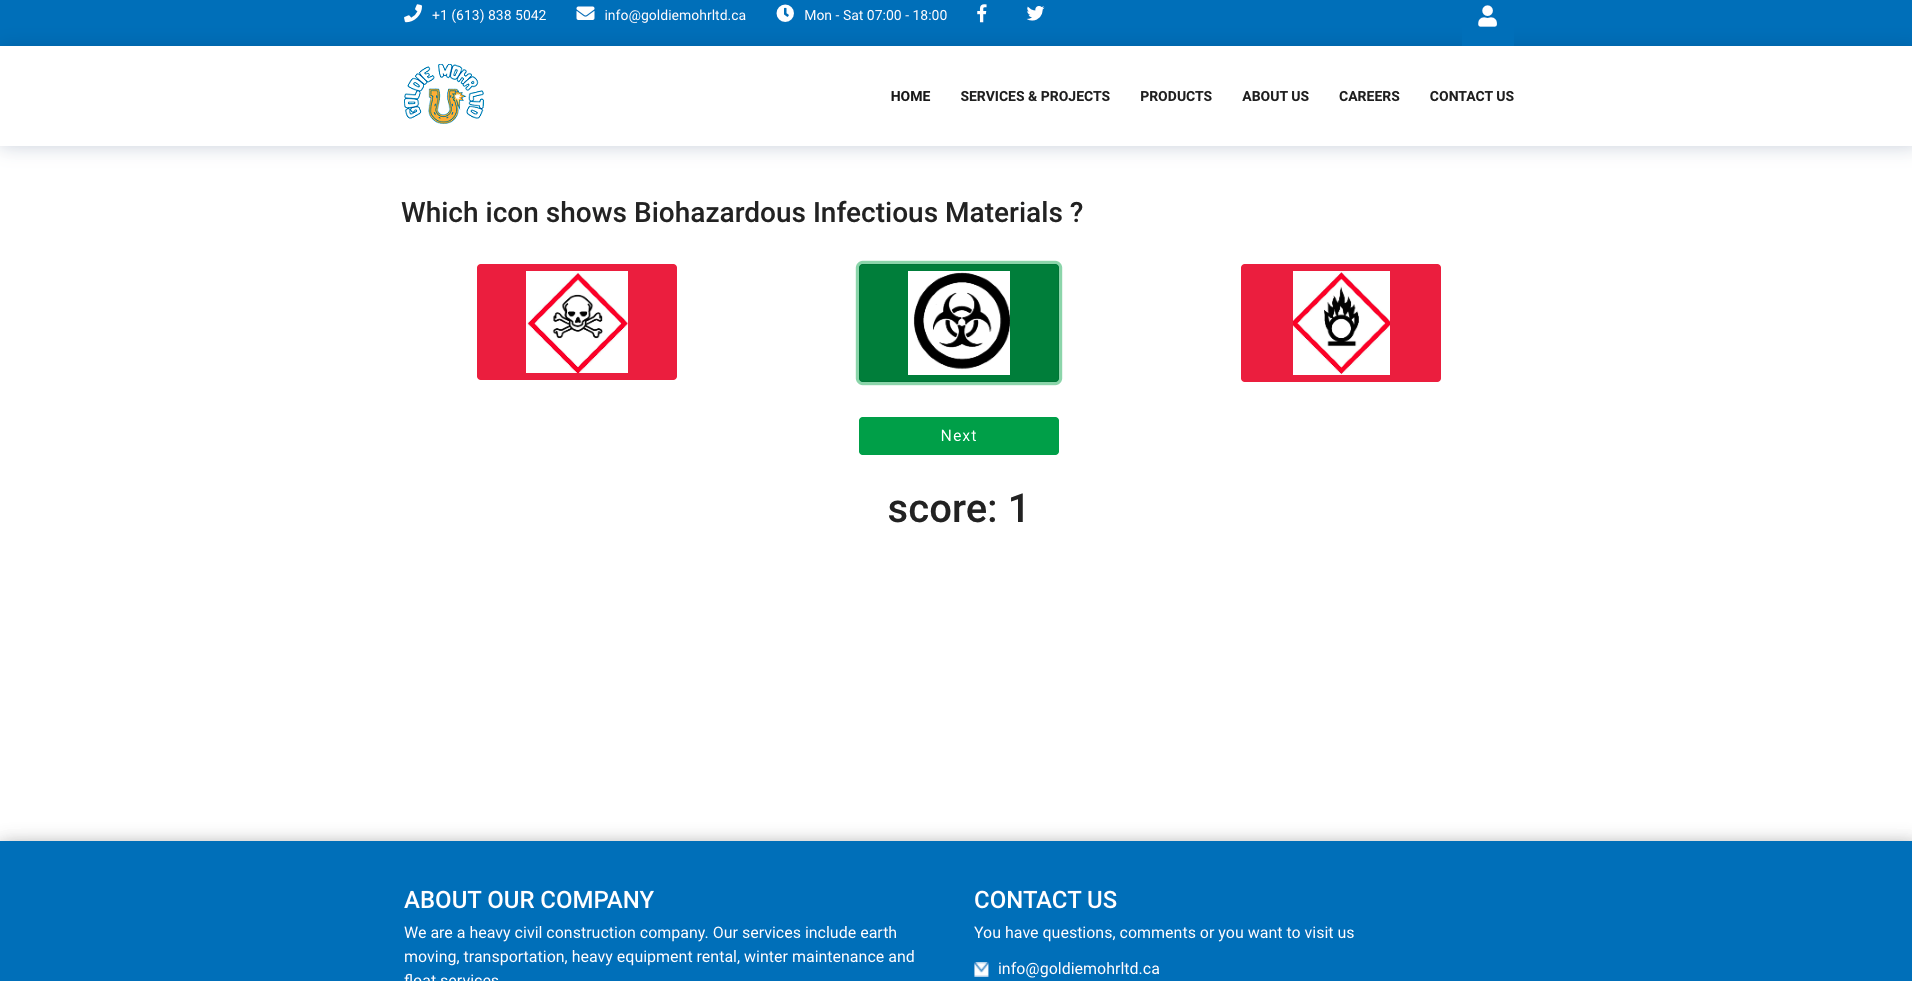 +1 (613) 838 5042
info@goldiemohrltd.ca
Mon - Sat 07:00 - 18:00
GOLDIE MOHR LTD
HOME
SERVICES & PROJECTS
PRODUCTS
ABOUT US
CAREERS
CONTACT US
Which icon shows Biohazardous Infectious Materials ?
Next
score: 1
ABOUT OUR COMPANY
We are a heavy civil construction company. Our services include earth
moving, transportation, heavy equipment rental, winter maintenance and
float services
CONTACT US
You have questions, comments or you want to visit us
info@goldiemohrltd.ca